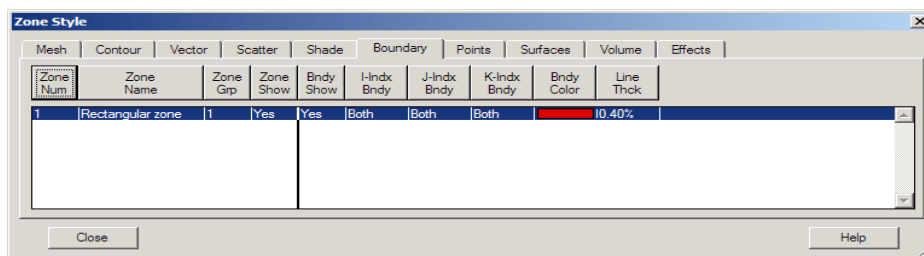 Zone Style
Mesh Contour Vector Scatter Shade Boundary Points Surfaces Volume Effects
Zone Num Zone Name Zone Grp Zone Show Bndy Show I-Indx Bndy J-Indx Bndy K-Indx Bndy Bndy Color Line Thck
1 Rectangular zone 1 Yes Yes Both Both Both 0.40%
Close Help